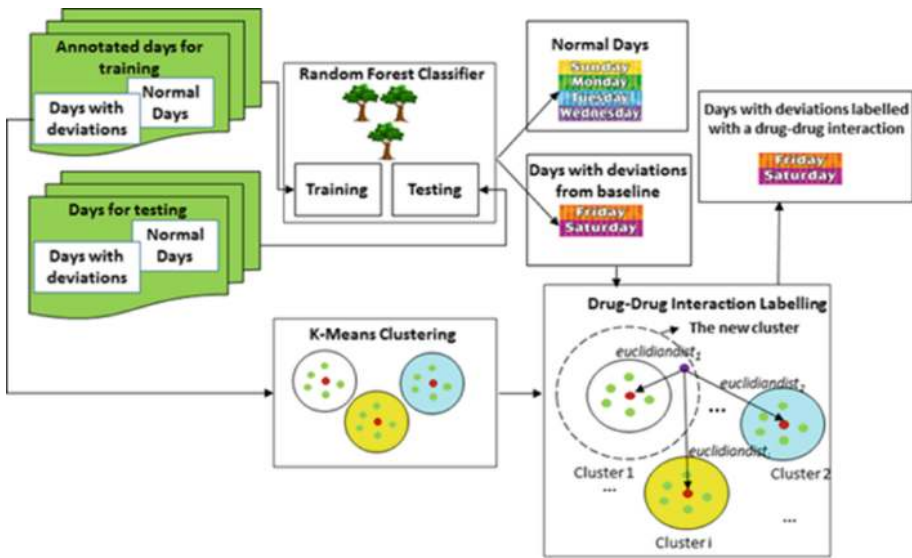 Annotated days for
training
Normal
Days
Days with
deviations
Random Forest Classifier
Training
Testing
Normal Days
Sunday
Monday
Tuesday
Wednesday
Days with deviations
from baseline
Friday
Saturday
Days with deviations labelled
with a drug-drug interaction
Friday
Saturday
Days for testing
Normal
Days
Days with
deviations
K-Means Clustering
Drug-Drug Interaction Labelling
The new cluster
euclidiandist1
euclidiandist2
...
euclidiandisti
Cluster 1
...
Cluster 2
...
Cluster i